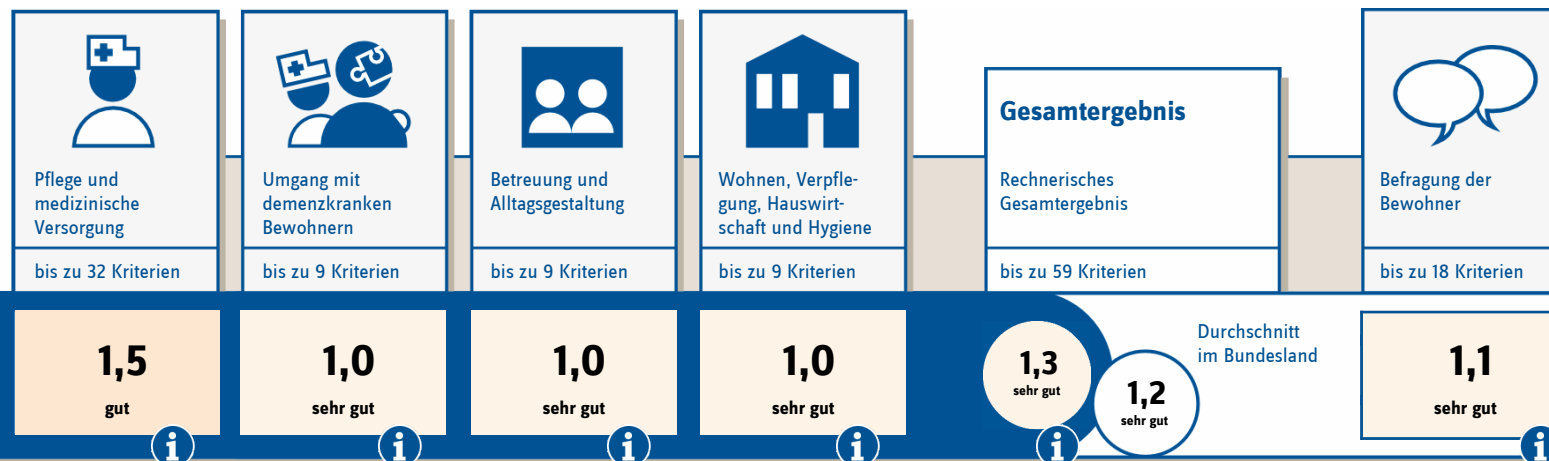 Pflege und
medizinische
Versorgung
bis zu 32 Kriterien
1,5
gut
i
Umgang mit
demenzkranken
Bewohnern
bis zu 9 Kriterien
1,0
sehr gut
i
Betreuung und
Alltagsgestaltung
bis zu 9 Kriterien
1,0
sehr gut
i
Wohnen, Verpfle-
gung, Hauswirt-
schaft und Hygiene
bis zu 9 Kriterien
1,0
sehr gut
i
Gesamtergebnis
Rechnerisches
Gesamtergebnis
bis zu 59 Kriterien
1,3
sehr gut
i
Durchschnitt
im Bundesland
1,2
sehr gut
Befragung der
Bewohner
bis zu 18 Kriterien
1,1
sehr gut
i